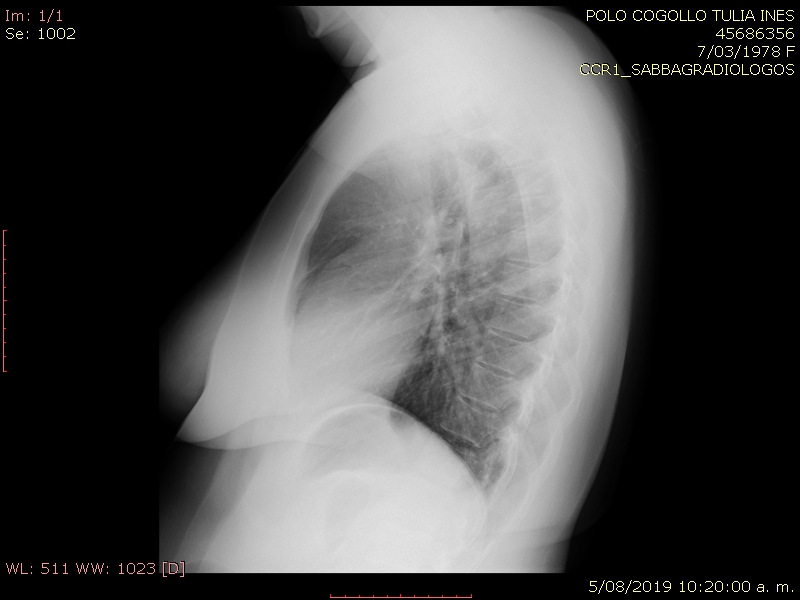 Im: 1/1
Se: 1002
POLO COGOLLO TULIA INES
45686356
7/03/1978 F
CCR1_SABBAGRADIOLOGOS
WL: 511 WW: 1023 [D]
5/08/2019 10:20:00 a. m.